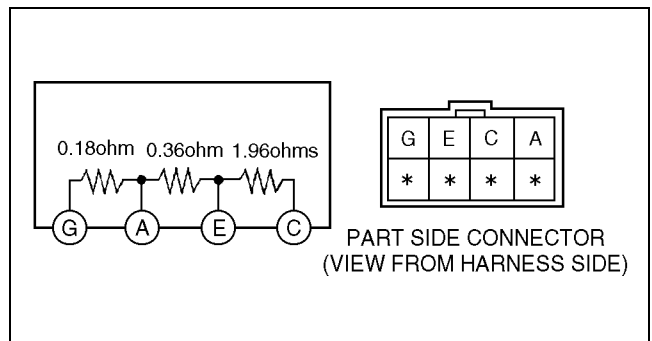 0.18ohm 0.36ohm 1.96ohms
G A E C
G E C A
* * * *
PART SIDE CONNECTOR
(VIEW FROM HARNESS SIDE)